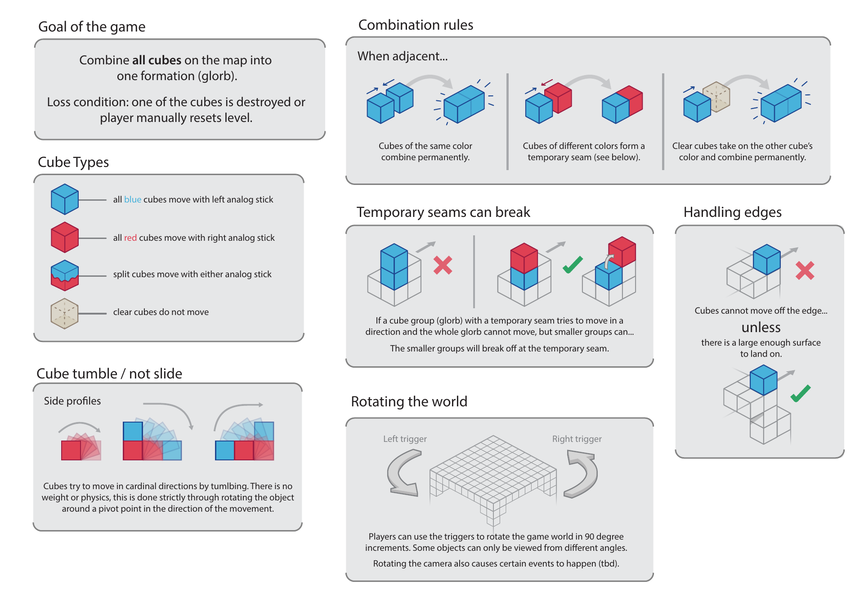 Goal of the game
Combine all cubes on the map into
one formation (glorb).
Loss condition: one of the cubes is destroyed or
player manually resets level.
Cube Types
all blue cubes move with left analog stick
all red cubes move with right analog stick
split cubes move with either analog stick
clear cubes do not move
Cube tumble / not slide
Side profiles
Cubes try to move in cardinal directions by tumlbing. There is no
weight or physics, this is done strictly through rotating the object
around a pivot point in the direction of the movement.
Combination rules
When adjacent...
Cubes of the same color
combine permanently.
Cubes of different colors form a
temporary seam (see below).
Clear cubes take on the other cube's
color and combine permanently.
Temporary seams can break
If a cube group (glorb) with a temporary seam tries to move in a
direction and the whole glorb cannot move, but smaller groups can...
The smaller groups will break off at the temporary seam.
Handling edges
Cubes cannot move off the edge...
unless
there is a large enough surface
to land on.
Rotating the world
Left trigger
Right trigger
Players can use the triggers to rotate the game world in 90 degree
increments. Some objects can only be viewed from different angles.
Rotating the camera also causes certain events to happen (tbd).